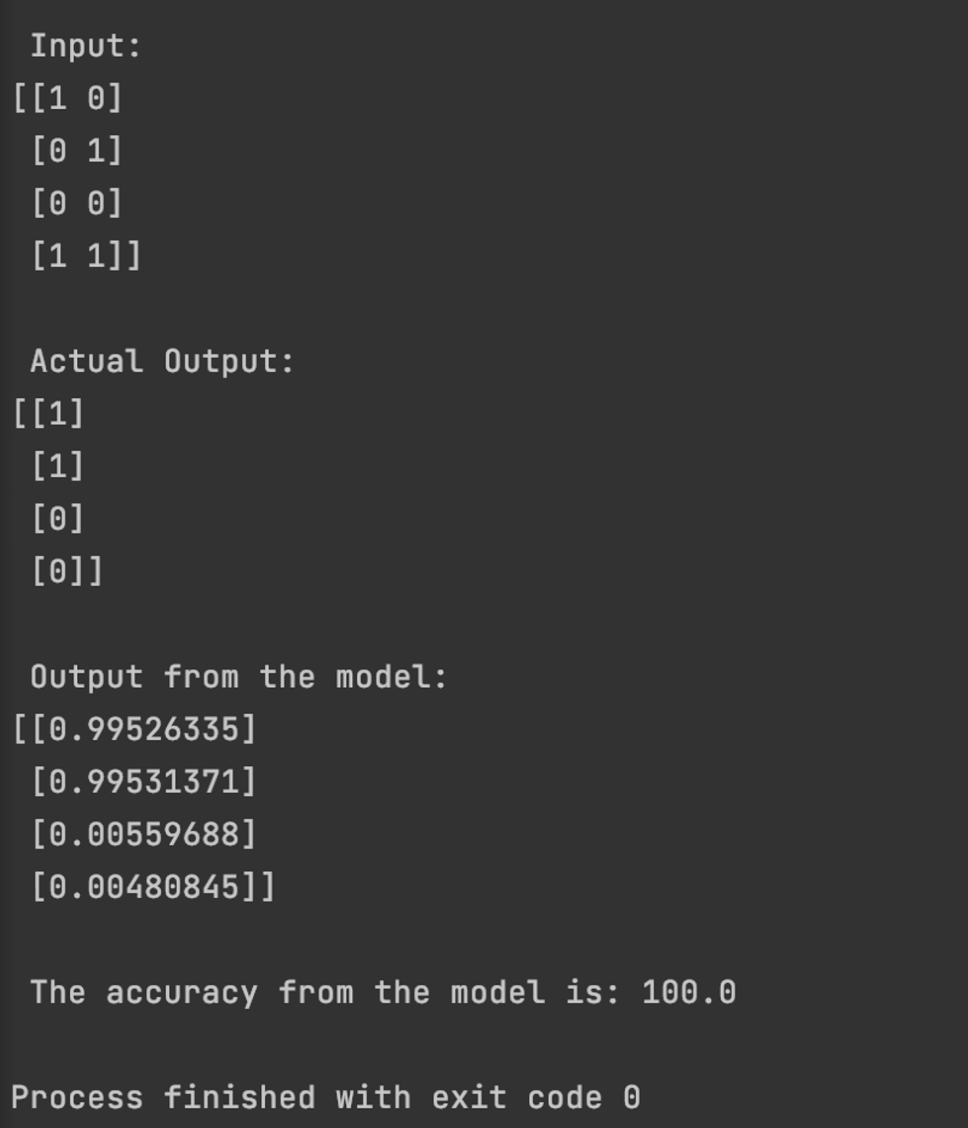 Input:
[[1 0]
 [0 1]
 [0 0]
 [1 1]]
Actual Output:
[[1]
 [1]
 [0]
 [0]]
Output from the model:
[[0.99526335]
 [0.99531371]
 [0.00559688]
 [0.00480845]]
The accuracy from the model is: 100.0
Process finished with exit code 0